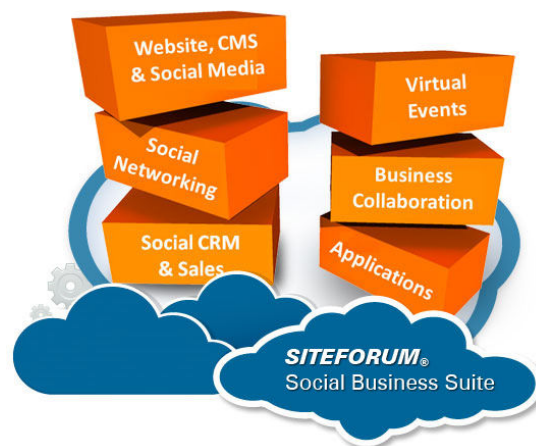 Website, CMS
& Social Media
Social
Networking
Social CRM
& Sales
Virtual
Events
Business
Collaboration
Applications
SITEFORUM®
Social Business Suite